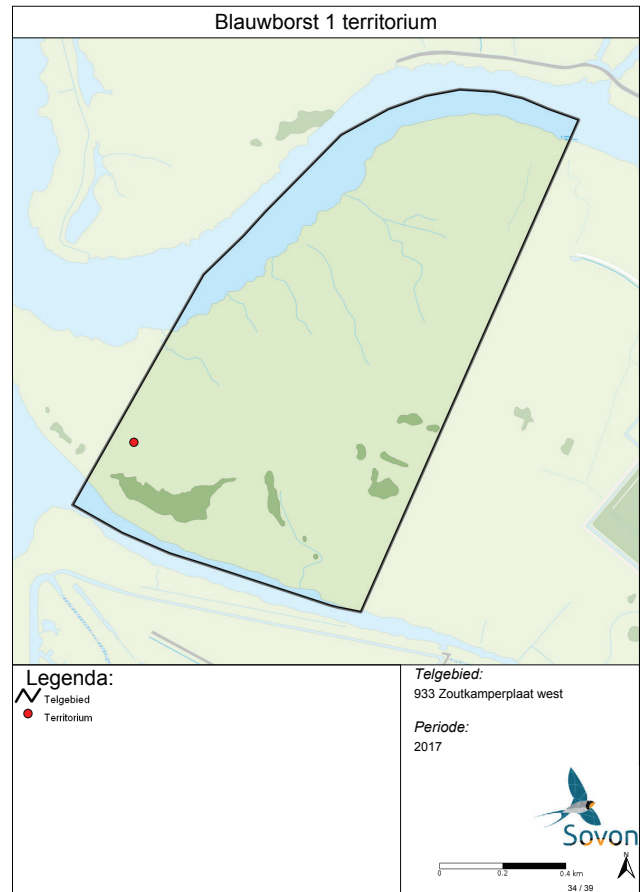 Blauwborst 1 territorium
Legenda:
Telgebied
Territorium
Telgebied:
933 Zoutkamperplaat west
Periode:
2017
Sovon
N
0 0.2 0.4 km
34 / 39